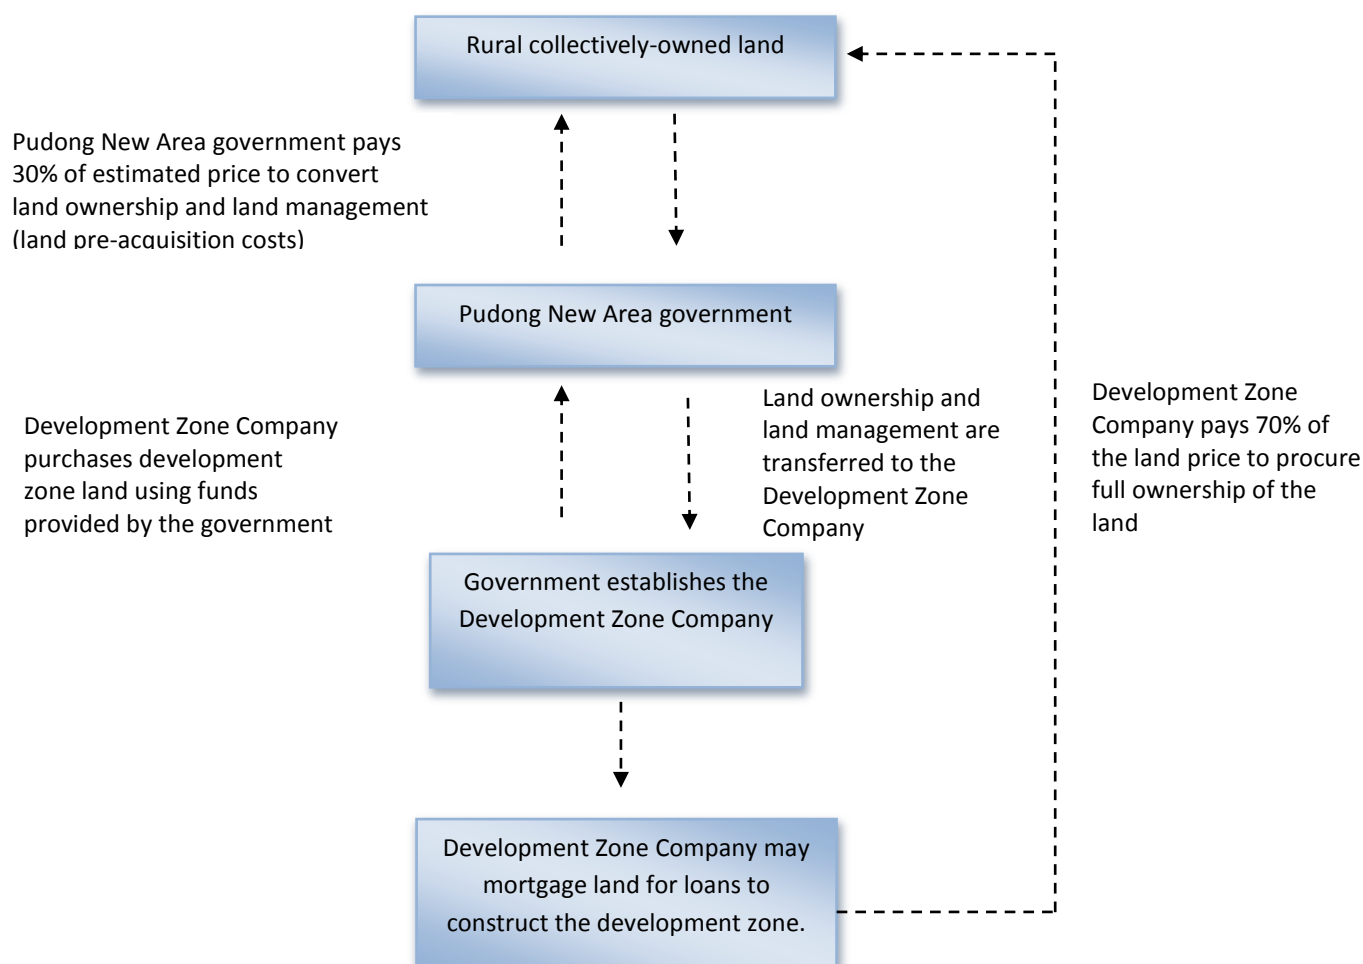 Rural collectively-owned land
Pudong New Area government pays
30% of estimated price to convert
land ownership and land management
(land pre-acquisition costs)
Pudong New Area government
Development Zone Company
purchases development
zone land using funds
provided by the government
Land ownership and
land management are
transferred to the
Development Zone
Company
Development Zone
Company pays 70% of
the land price to procure
full ownership of the
land
Government establishes the
Development Zone Company
Development Zone Company may
mortgage land for loans to
construct the development zone.